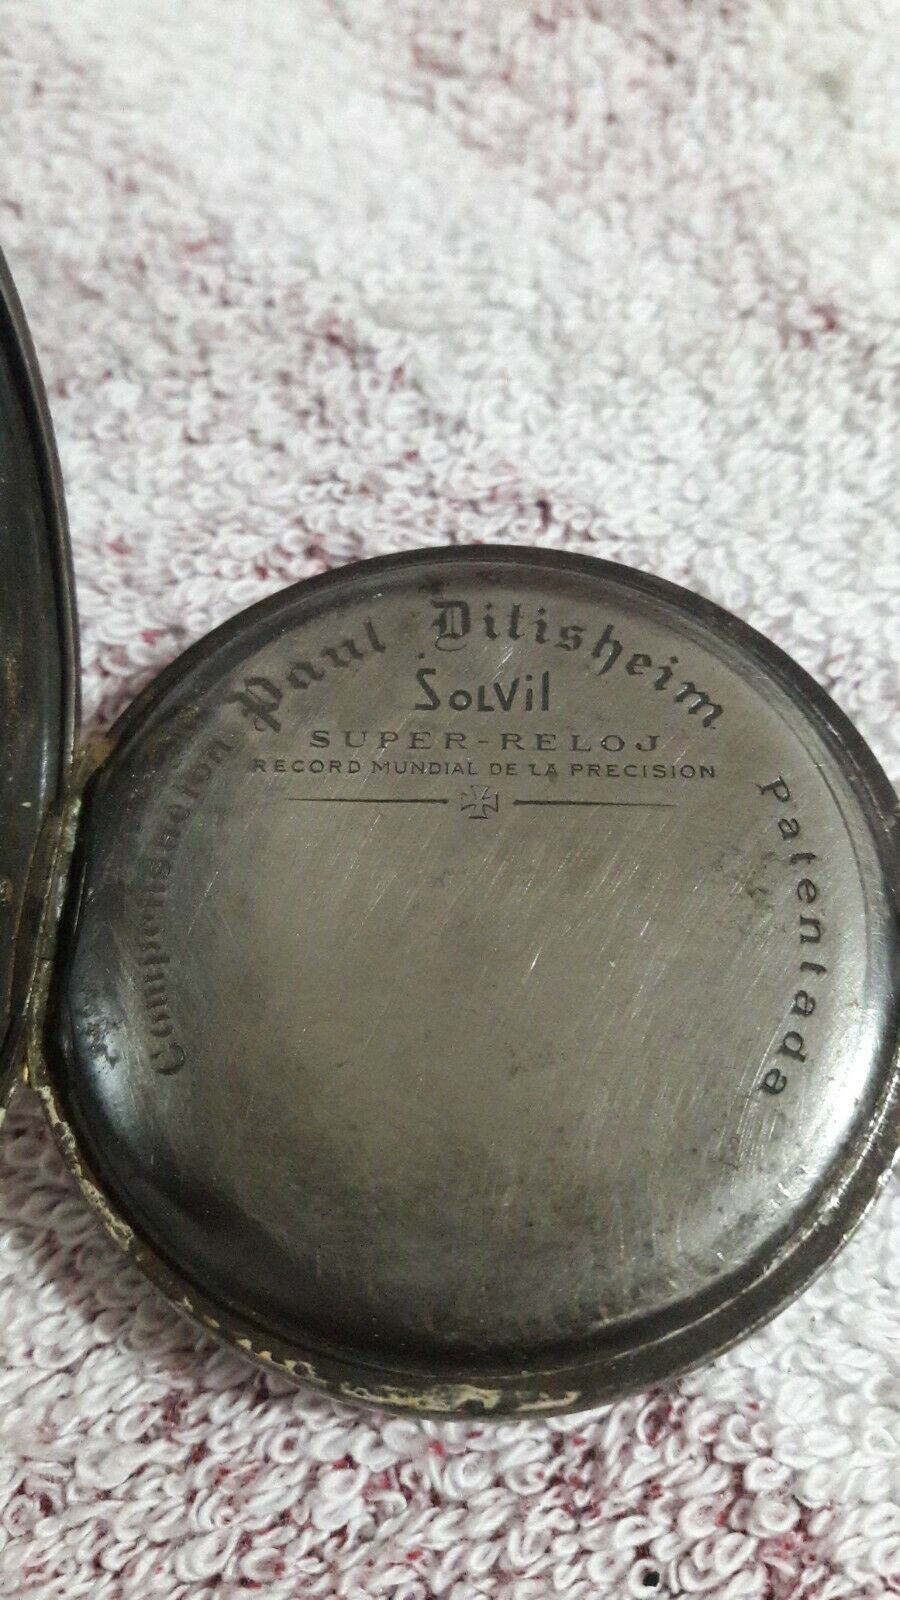 Compensacion Paul Ditisheim Patentada
SOLVil
SUPER-RELOJ
RECORD MUNDIAL DE LA PRECISION